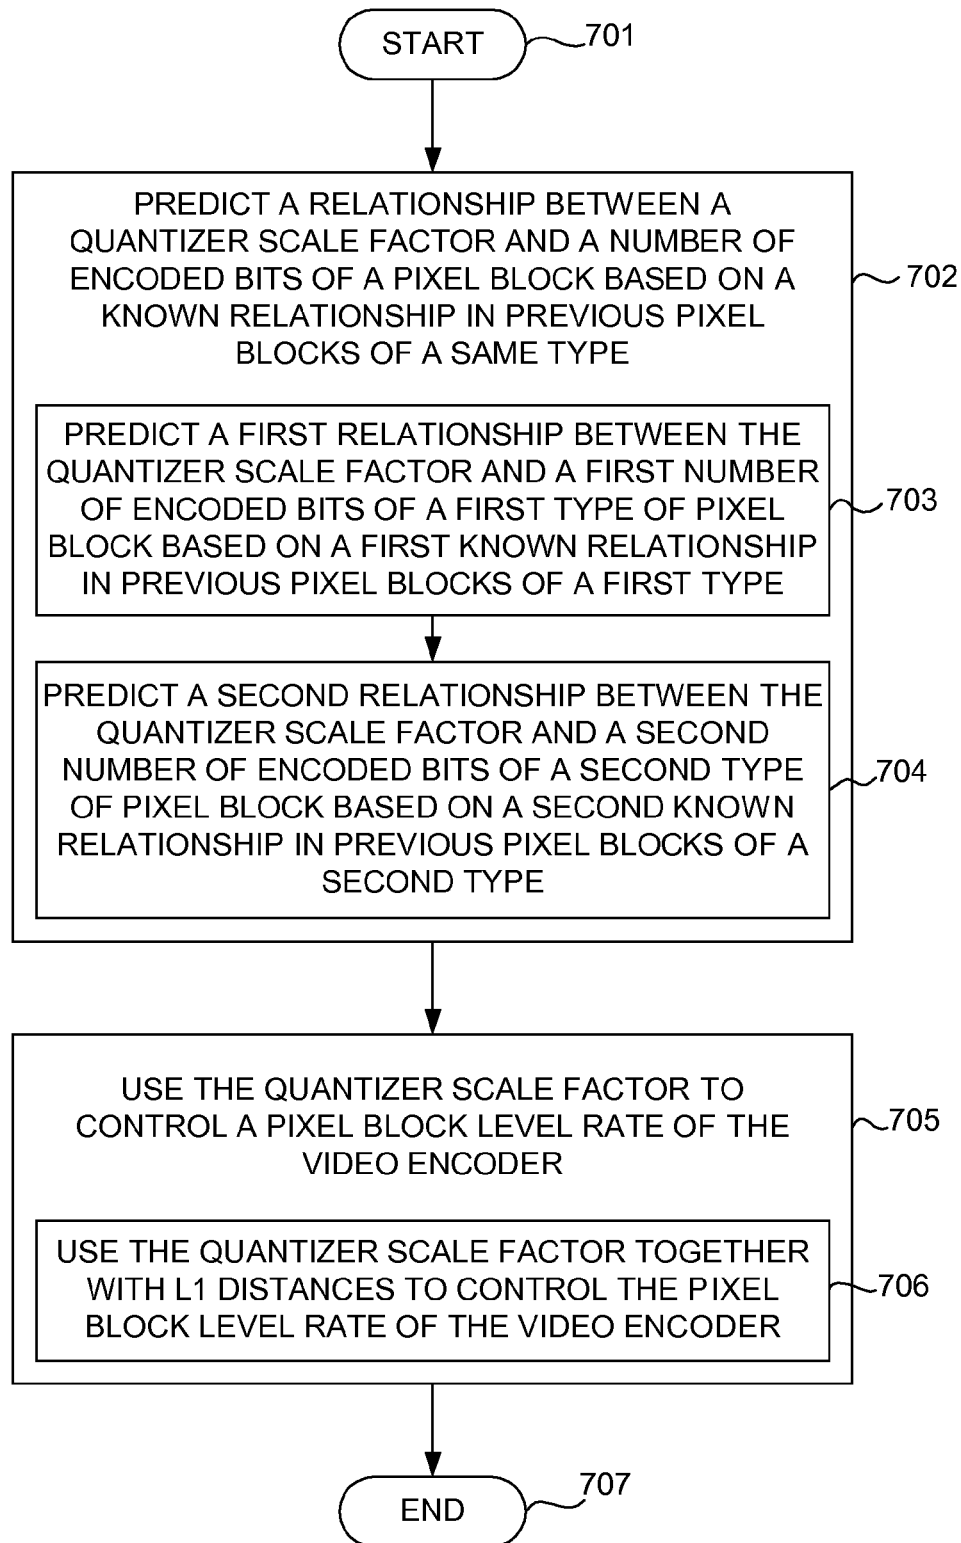 START
701
PREDICT A RELATIONSHIP BETWEEN A
QUANTIZER SCALE FACTOR AND A NUMBER OF
ENCODED BITS OF A PIXEL BLOCK BASED ON A
KNOWN RELATIONSHIP IN PREVIOUS PIXEL
BLOCKS OF A SAME TYPE
702
PREDICT A FIRST RELATIONSHIP BETWEEN THE
QUANTIZER SCALE FACTOR AND A FIRST NUMBER
OF ENCODED BITS OF A FIRST TYPE OF PIXEL
BLOCK BASED ON A FIRST KNOWN RELATIONSHIP
IN PREVIOUS PIXEL BLOCKS OF A FIRST TYPE
703
PREDICT A SECOND RELATIONSHIP BETWEEN THE
QUANTIZER SCALE FACTOR AND A SECOND
NUMBER OF ENCODED BITS OF A SECOND TYPE
OF PIXEL BLOCK BASED ON A SECOND KNOWN
RELATIONSHIP IN PREVIOUS PIXEL BLOCKS OF A
SECOND TYPE
704
USE THE QUANTIZER SCALE FACTOR TO
CONTROL A PIXEL BLOCK LEVEL RATE OF THE
VIDEO ENCODER
705
USE THE QUANTIZER SCALE FACTOR TOGETHER
WITH L1 DISTANCES TO CONTROL THE PIXEL
BLOCK LEVEL RATE OF THE VIDEO ENCODER
706
END
707